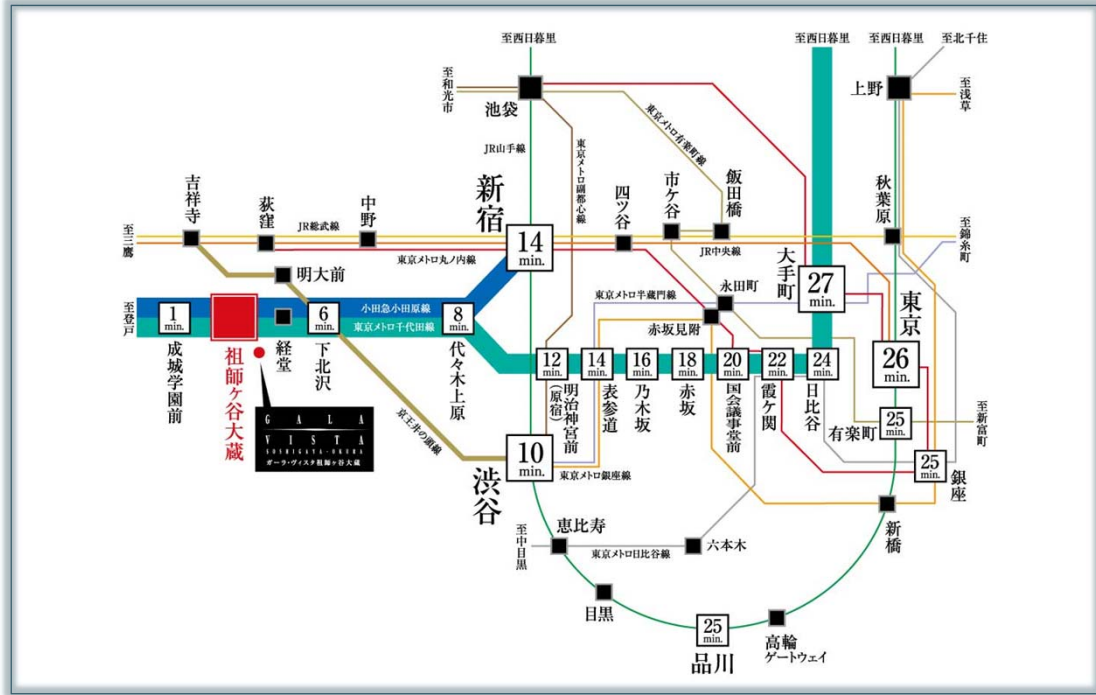 至西日暮里
至西日暮里
至西日暮里
至北千住
至和光市
池袋
上野
至浅草
東京メトロ有楽町線
JR山手線
東京メトロ副都心線
吉祥寺
荻窪
中野
新宿
14 min.
四ツ谷
市ケ谷
飯田橋
秋葉原
至三鷹
JR総武線
東京メトロ丸ノ内線
JR中央線
至錦糸町
大手町
27 min.
明大前
永田町
東京メトロ半蔵門線
赤坂見附
東京
26 min.
至登戸
小田急小田原線
東京メトロ千代田線
1 min.
成城学園前
祖師ヶ谷大蔵
経堂
6 min.
下北沢
8 min.
代々木上原
12 min.
明治神宮前
(原宿)
14 min.
表参道
16 min.
乃木坂
18 min.
赤坂
20 min.
国会議事堂前
22 min.
霞ヶ関
24 min.
日比谷
GALA
VISTA
SOSHIGAYA-OKURA
ガーラ・ヴィスタ祖師ヶ谷大蔵
京王井の頭線
10 min.
渋谷
東京メトロ銀座線
有楽町
25 min.
至新富町
25 min.
銀座
新橋
恵比寿
至中目黒
東京メトロ日比谷線
六本木
目黒
25 min.
品川
高輪
ゲートウェイ